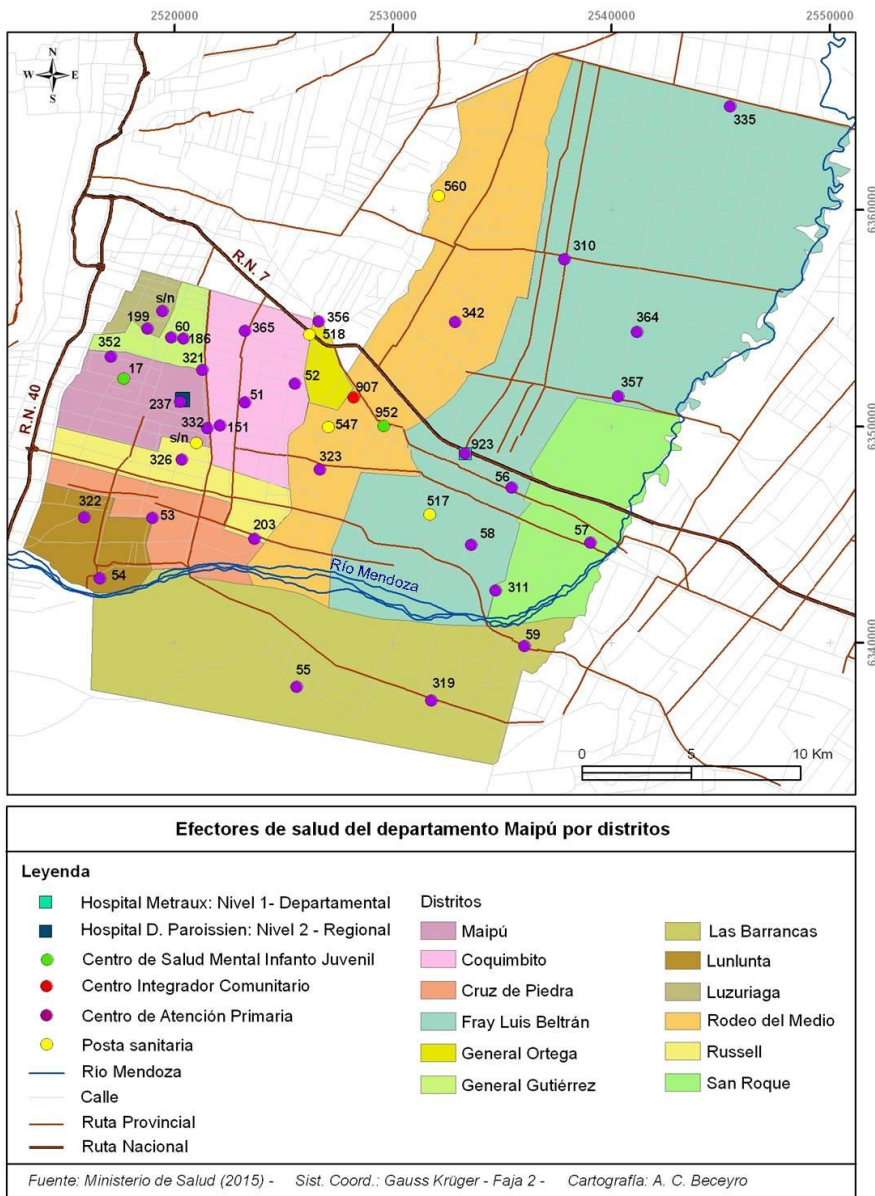 2520000 2530000 2540000 2550000
N
W E
S
335
6360000
560
R.N. 7
310
s/n
199 60 186
356
365 518
342
364
352
321
17
52 907
357
R.N. 40
237
51
952
6350000
332 151
547
s/n
923
326
323
56
322 53
517
203
58
57
Río Mendoza
54
311
59
6340000
55
319
0 5 10 Km
Efectores de salud del departamento Maipú por distritos
Leyenda
Hospital Metraux: Nivel 1- Departamental
Hospital D. Paroissien: Nivel 2 - Regional
Centro de Salud Mental Infanto Juvenil
Centro Integrador Comunitario
Centro de Atención Primaria
Posta sanitaria
Río Mendoza
Calle
Ruta Provincial
Ruta Nacional
Distritos
Maipú
Coquimbito
Cruz de Piedra
Fray Luis Beltrán
General Ortega
General Gutiérrez
Las Barrancas
Lunlunta
Luzuriaga
Rodeo del Medio
Russell
San Roque
Fuente: Ministerio de Salud (2015) - Sist. Coord.: Gauss Krüger - Faja 2 - Cartografía: A. C. Beceyro